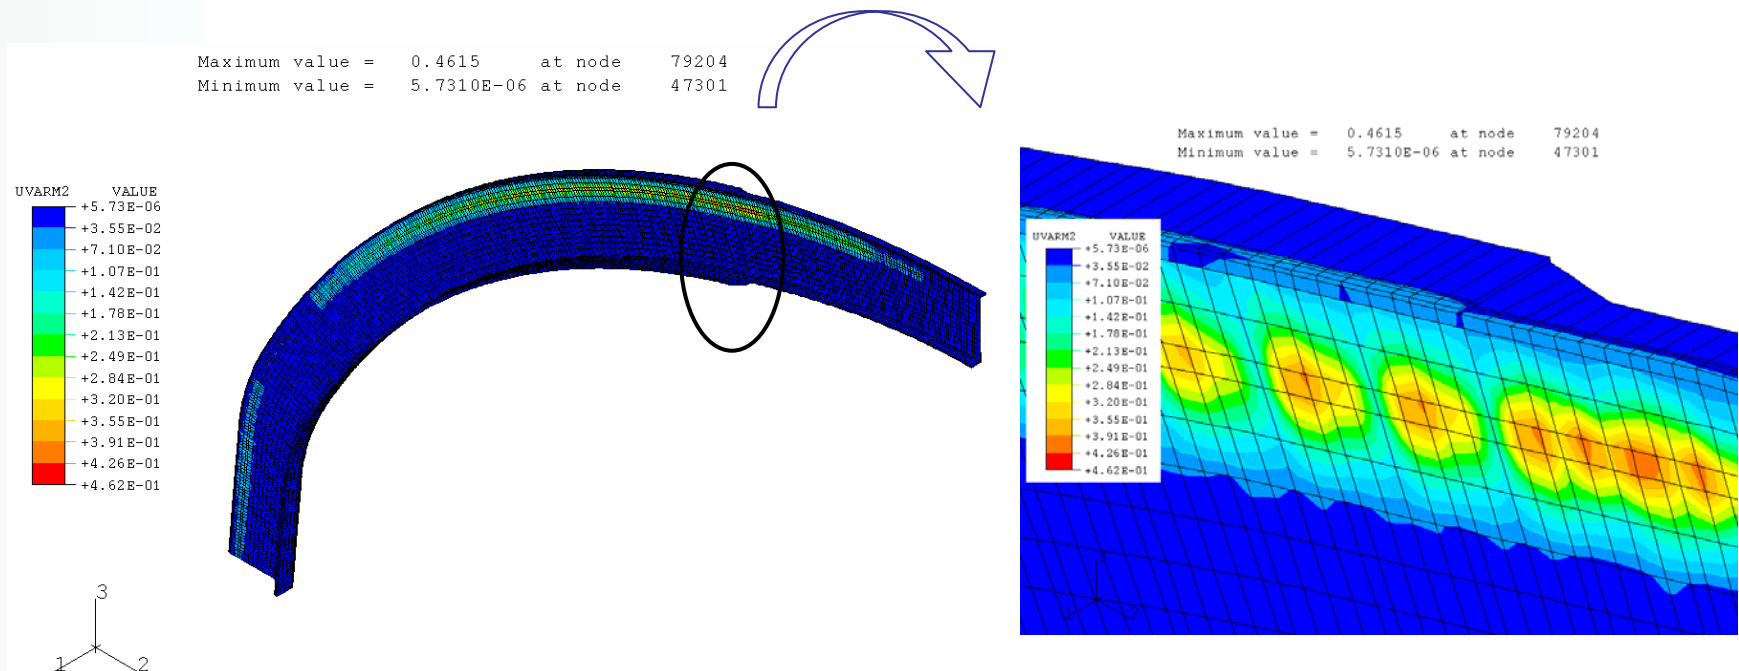 Maximum value = 0.4615 at node 79204
Minimum value = 5.7310E-06 at node 47301
UVARM2 VALUE
+5.73E-06
+3.55E-02
+7.10E-02
+1.07E-01
+1.42E-01
+1.78E-01
+2.13E-01
+2.49E-01
+2.84E-01
+3.20E-01
+3.55E-01
+3.91E-01
+4.26E-01
+4.62E-01
3
1 2
Maximum value = 0.4615 at node 79204
Minimum value = 5.7310E-06 at node 47301
UVARM2 VALUE
+5.73E-06
+3.55E-02
+7.10E-02
+1.07E-01
+1.42E-01
+1.78E-01
+2.13E-01
+2.49E-01
+2.84E-01
+3.20E-01
+3.55E-01
+3.91E-01
+4.26E-01
+4.62E-01